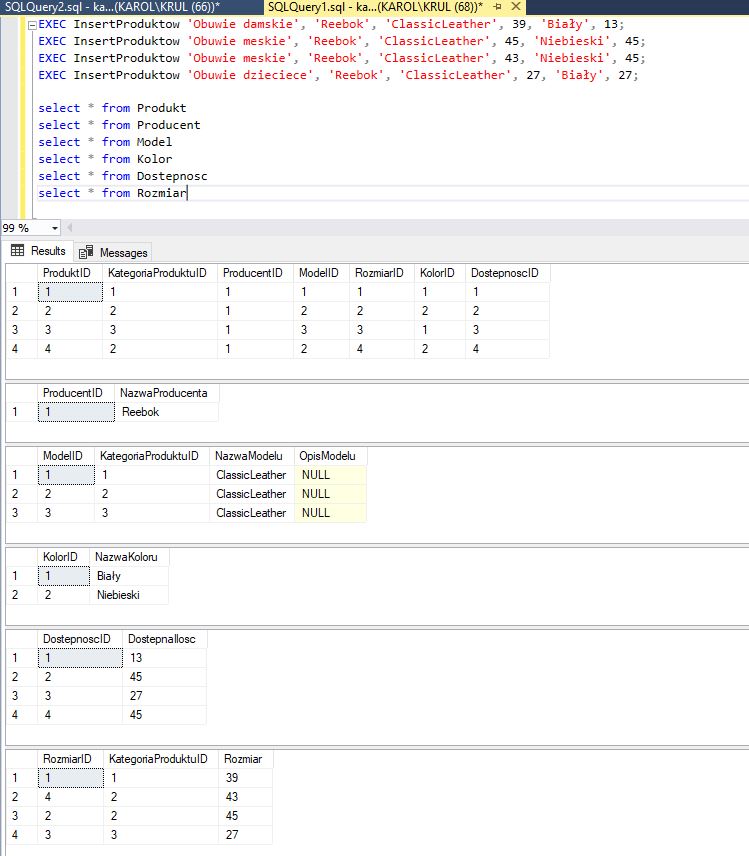 SQLQuery2.sql - ka...(KAROL\KRUL (66))* SQLQuery1.sql - ka...(KAROL\KRUL (68))*
EXEC InsertProduktow 'Obuwie damskie', 'Reebok', 'ClassicLeather', 39, 'Biały', 13;
EXEC InsertProduktow 'Obuwie meskie', 'Reebok', 'ClassicLeather', 45, 'Niebieski', 45;
EXEC InsertProduktow 'Obuwie meskie', 'Reebok', 'ClassicLeather', 43, 'Niebieski', 45;
EXEC InsertProduktow 'Obuwie dzieciece', 'Reebok', 'ClassicLeather', 27, 'Biały', 27;
select * from Produkt
select * from Producent
select * from Model
select * from Kolor
select * from Dostepnosc
select * from Rozmiar
99 %
Results Messages
ProduktID KategoriaProduktuID ProducentID ModelID RozmiarID KolorID DostepnoscID
1 1 1 1 1 1 1 1
2 2 2 1 2 2 2 2
3 3 3 1 3 3 1 3
4 4 2 1 2 4 2 4
ProducentID NazwaProducenta
1 1 Reebok
ModelID KategoriaProduktuID NazwaModelu OpisModelu
1 1 1 ClassicLeather NULL
2 2 2 ClassicLeather NULL
3 3 3 ClassicLeather NULL
KolorID NazwaKoloru
1 1 Biały
2 2 Niebieski
DostepnoscID DostepnaIlosc
1 1 13
2 2 45
3 3 27
4 4 45
RozmiarID KategoriaProduktuID Rozmiar
1 1 1 39
2 4 2 43
3 2 2 45
4 3 3 27